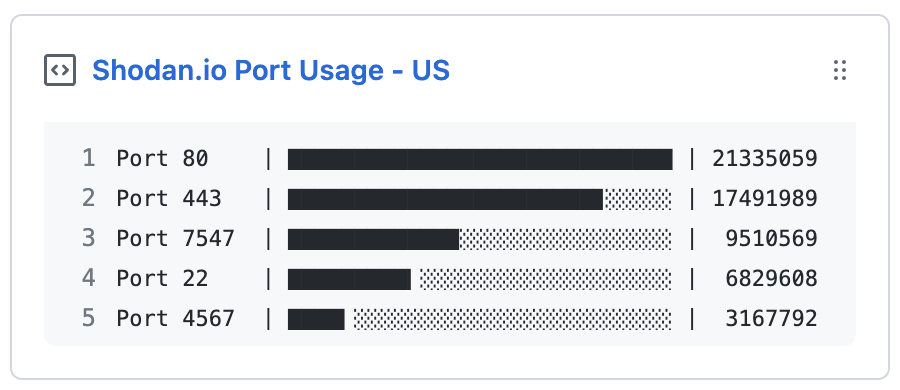 Shodan.io Port Usage - US
1 Port 80 | █████████████████████████████ | 21335059
2 Port 443 | ███████████████████████▊░░░░░ | 17491989
3 Port 7547 | ████████████▉░░░░░░░░░░░░░░░░ | 9510569
4 Port 22 | █████████▎░░░░░░░░░░░░░░░░░░░ | 6829608
5 Port 4567 | ████▎░░░░░░░░░░░░░░░░░░░░░░░░ | 3167792